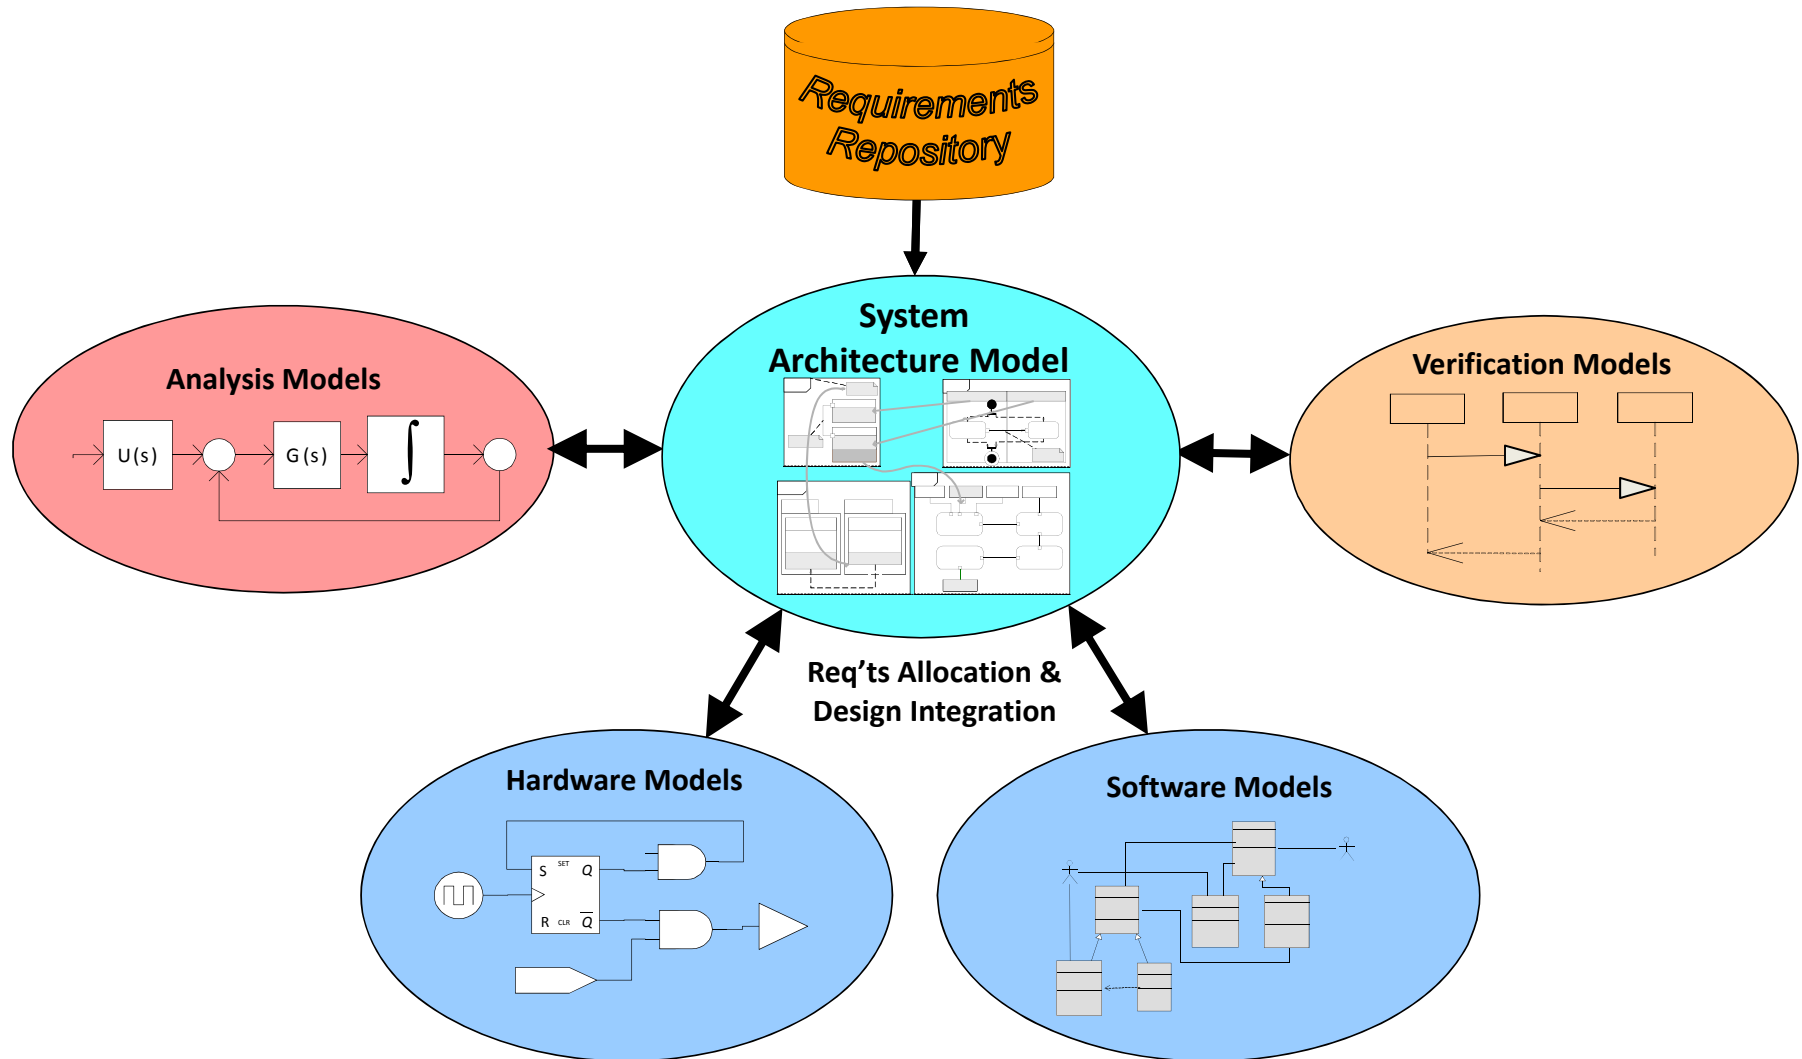 Requirements
Repository
System
Architecture Model
Analysis Models
U(s)
G(s)
∫
Verification Models
Req’ts Allocation &
Design Integration
Hardware Models
S SET Q
R CLR Q̅
Software Models